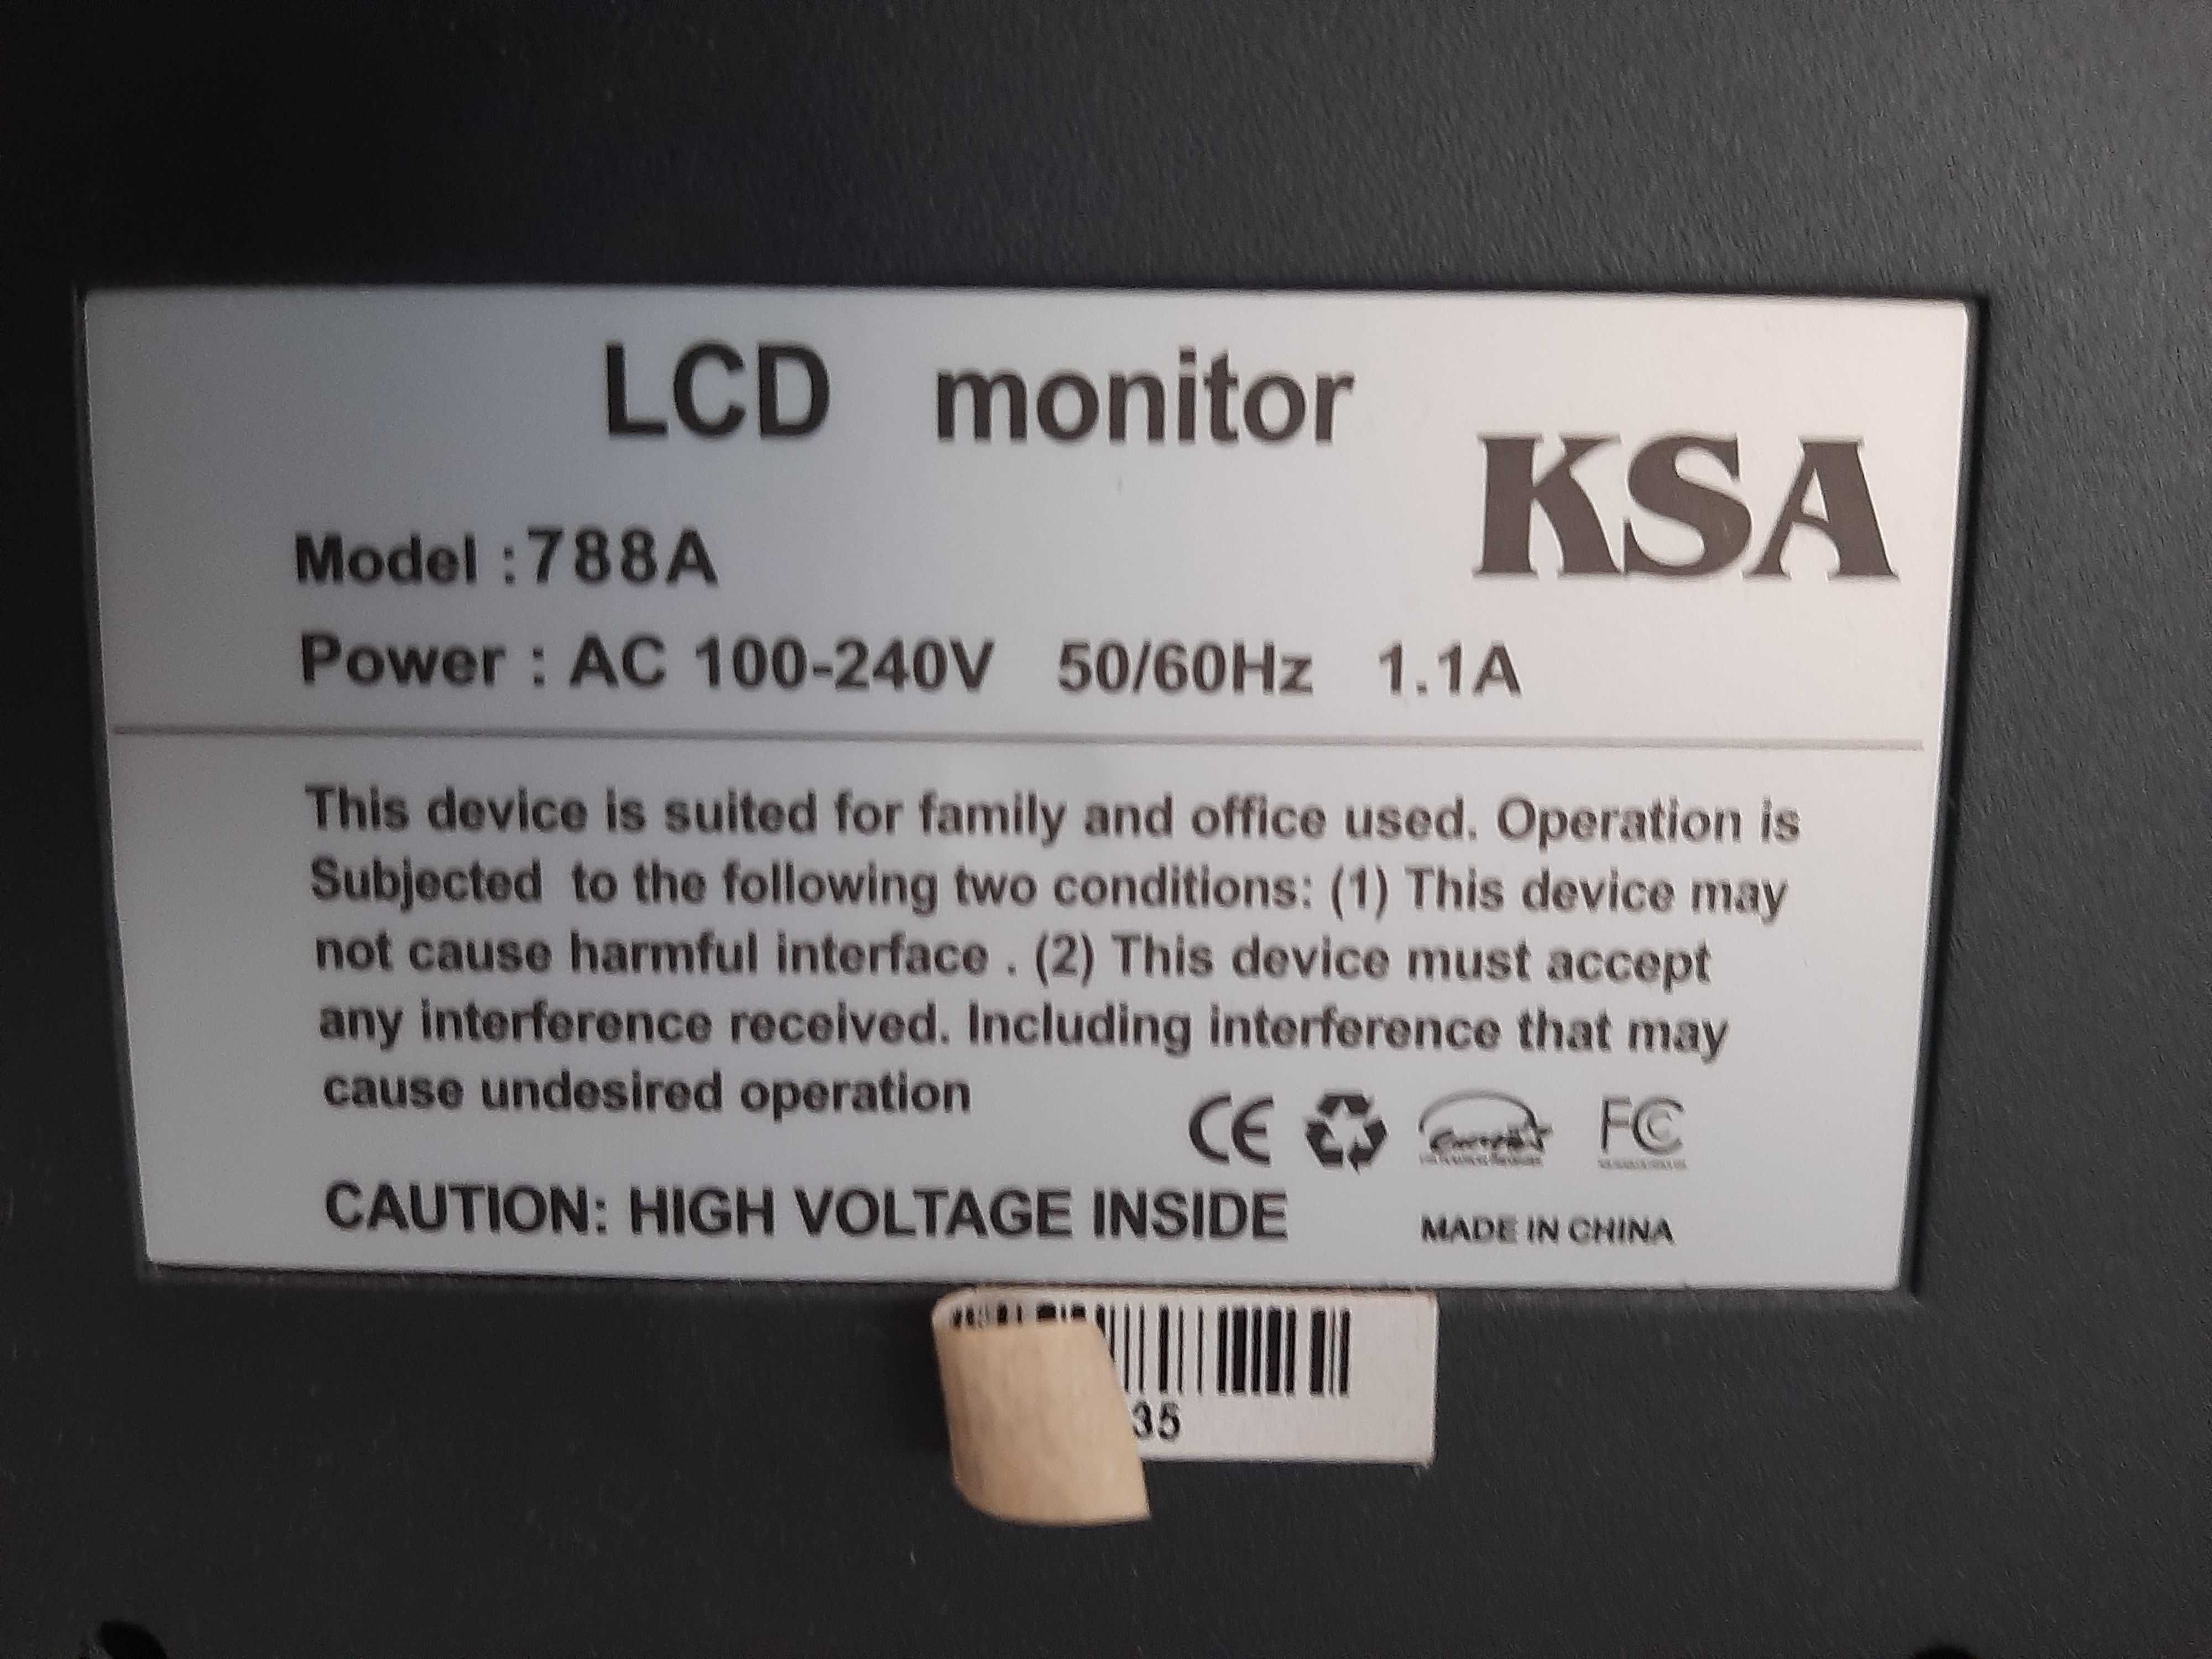 LCD monitor
KSA
Model :788A
Power : AC 100-240V 50/60Hz 1.1A
This device is suited for family and office used. Operation is
Subjected to the following two conditions: (1) This device may
not cause harmful interface . (2) This device must accept
any interference received. Including interference that may
cause undesired operation
CE FC
CAUTION: HIGH VOLTAGE INSIDE
MADE IN CHINA
35